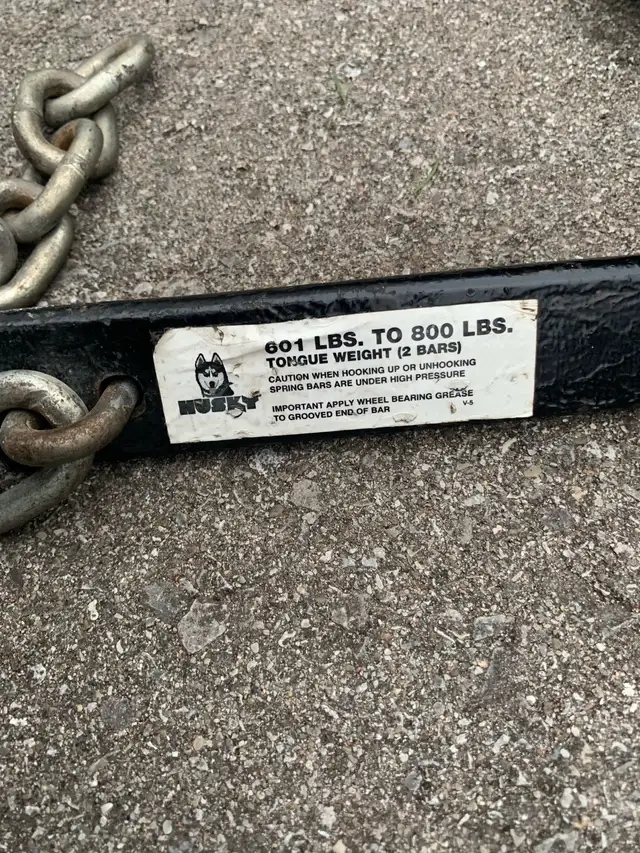 601 LBS. TO 800 LBS.
TONGUE WEIGHT (2 BARS)
CAUTION WHEN HOOKING UP OR UNHOOKING
SPRING BARS ARE UNDER HIGH PRESSURE
HUSKY
IMPORTANT APPLY WHEEL BEARING GREASE
TO GROOVED END OF BAR
V-5